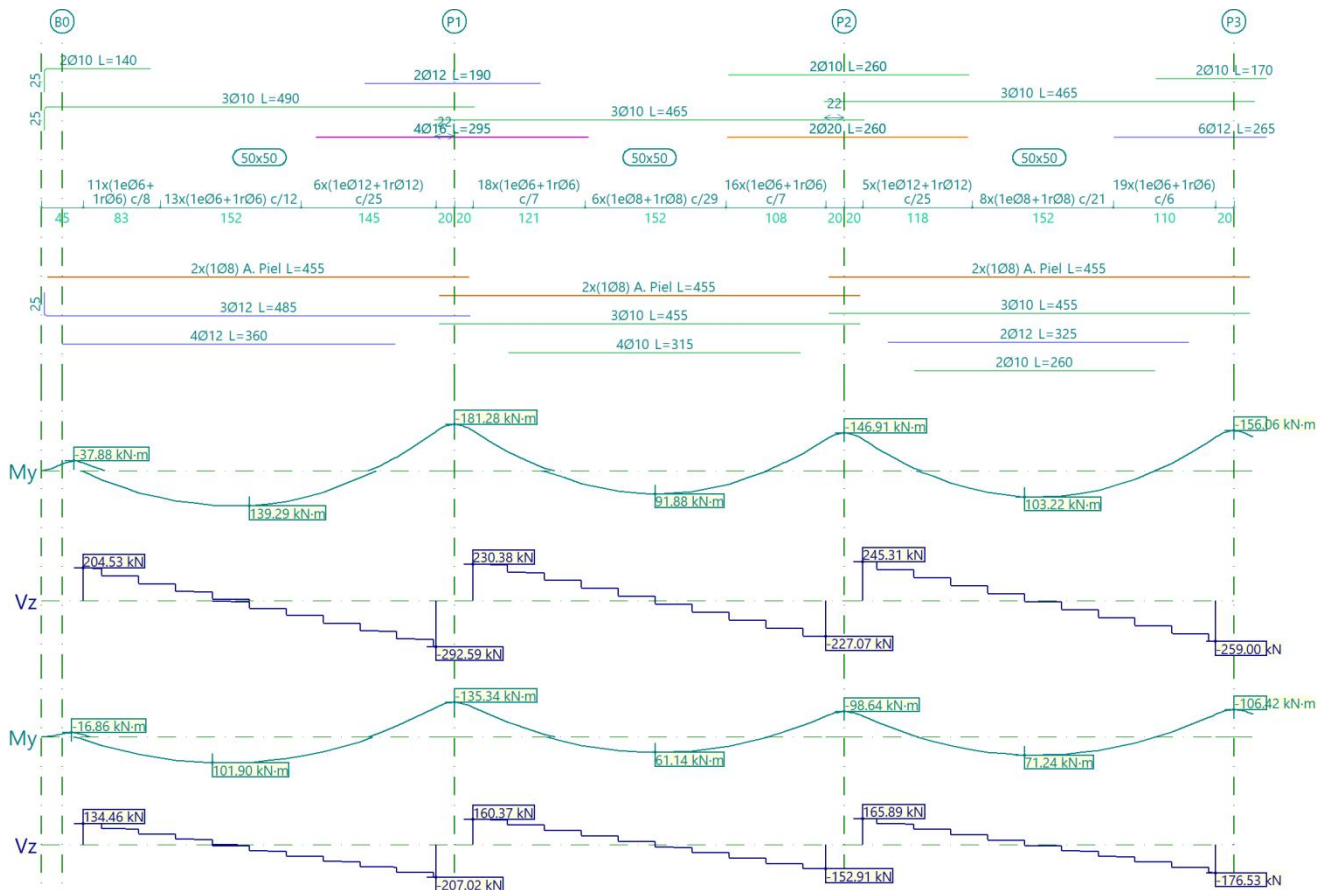 B0
P1
P2
P3
2Ø10 L=140
25
2Ø12 L=190
2Ø10 L=260
2Ø10 L=170
3Ø10 L=490
25
22
3Ø10 L=465
22
3Ø10 L=465
4Ø16 L=295
2Ø20 L=260
6Ø12 L=265
50x50
50x50
50x50
11x(1eØ6+
1rØ6) c/8
13x(1eØ6+1rØ6) c/12
6x(1eØ12+1rØ12)
c/25
18x(1eØ6+1rØ6)
c/7
6x(1eØ8+1rØ8) c/29
16x(1eØ6+1rØ6)
c/7
5x(1eØ12+1rØ12)
c/25
8x(1eØ8+1rØ8) c/21
19x(1eØ6+1rØ6)
c/6
45 83 152 145 20 20 121 152 108 20 20 118 152 110 20
2x(1Ø8) A. Piel L=455
2x(1Ø8) A. Piel L=455
2x(1Ø8) A. Piel L=455
25
3Ø12 L=485
3Ø10 L=455
3Ø10 L=455
4Ø12 L=360
4Ø10 L=315
2Ø12 L=325
2Ø10 L=260
My
-37.88 kN·m
139.29 kN·m
-181.28 kN·m
91.88 kN·m
-146.91 kN·m
103.22 kN·m
-156.06 kN·m
Vz
204.53 kN
-292.59 kN
230.38 kN
-227.07 kN
245.31 kN
-259.00 kN
My
-16.86 kN·m
101.90 kN·m
-135.34 kN·m
61.14 kN·m
-98.64 kN·m
71.24 kN·m
-106.42 kN·m
Vz
134.46 kN
-207.02 kN
160.37 kN
-152.91 kN
165.89 kN
-176.53 kN